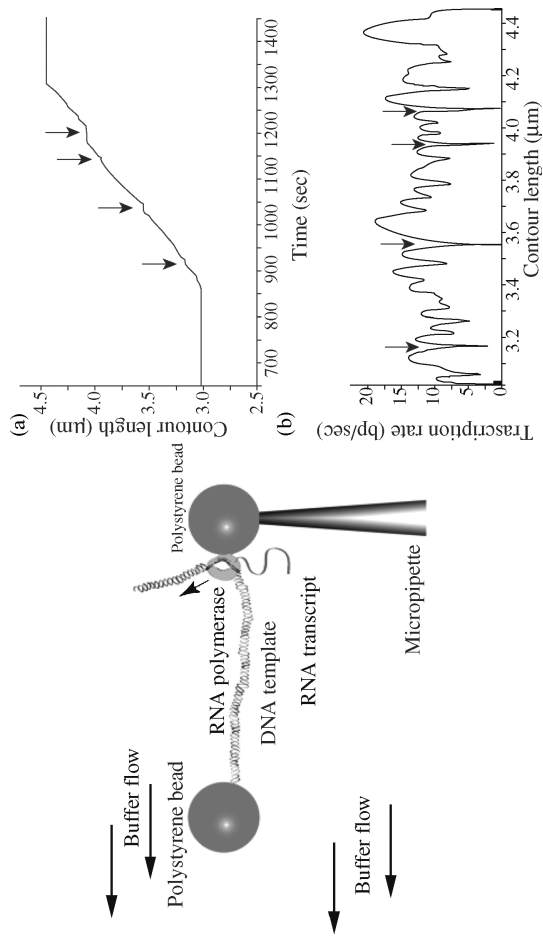 Buffer flow
Polystyrene bead
RNA polymerase
DNA template
RNA transcript
Buffer flow
Polystyrene bead
Micropipette
(a)
Contour length (μm)
4.5
4.0
3.5
3.0
2.5
700 800 900 1000 1100 1200 1300 1400
Time (sec)
(b)
Trascription rate (bp/sec)
20
15
10
5
0
3.2 3.4 3.6 3.8 4.0 4.2 4.4
Contour length (μm)